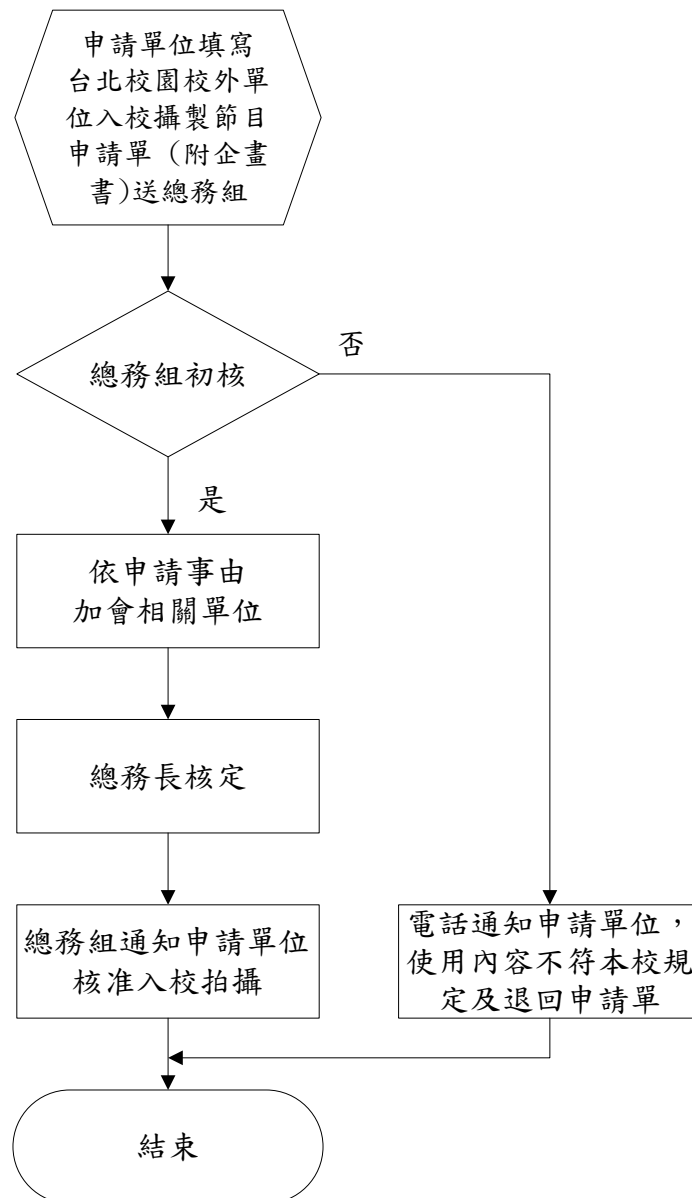 申請單位填寫
台北校園校外單
位入校攝製節目
申請單（附企畫
書)送總務組
總務組初核
否
是
依申請事由
加會相關單位
總務長核定
總務組通知申請單位
核准入校拍攝
電話通知申請單位，
使用內容不符本校規
定及退回申請單
結束